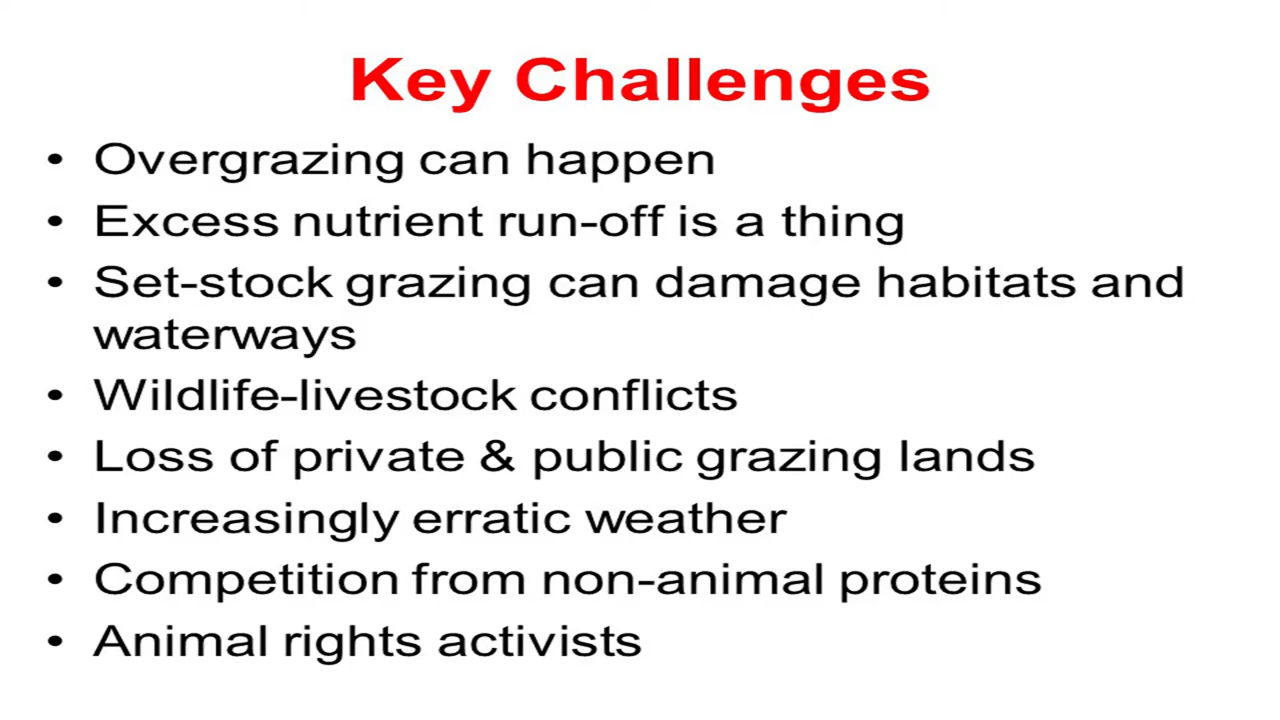 Key Challenges
• Overgrazing can happen
• Excess nutrient run-off is a thing
• Set-stock grazing can damage habitats and
waterways
• Wildlife-livestock conflicts
• Loss of private & public grazing lands
• Increasingly erratic weather
• Competition from non-animal proteins
• Animal rights activists